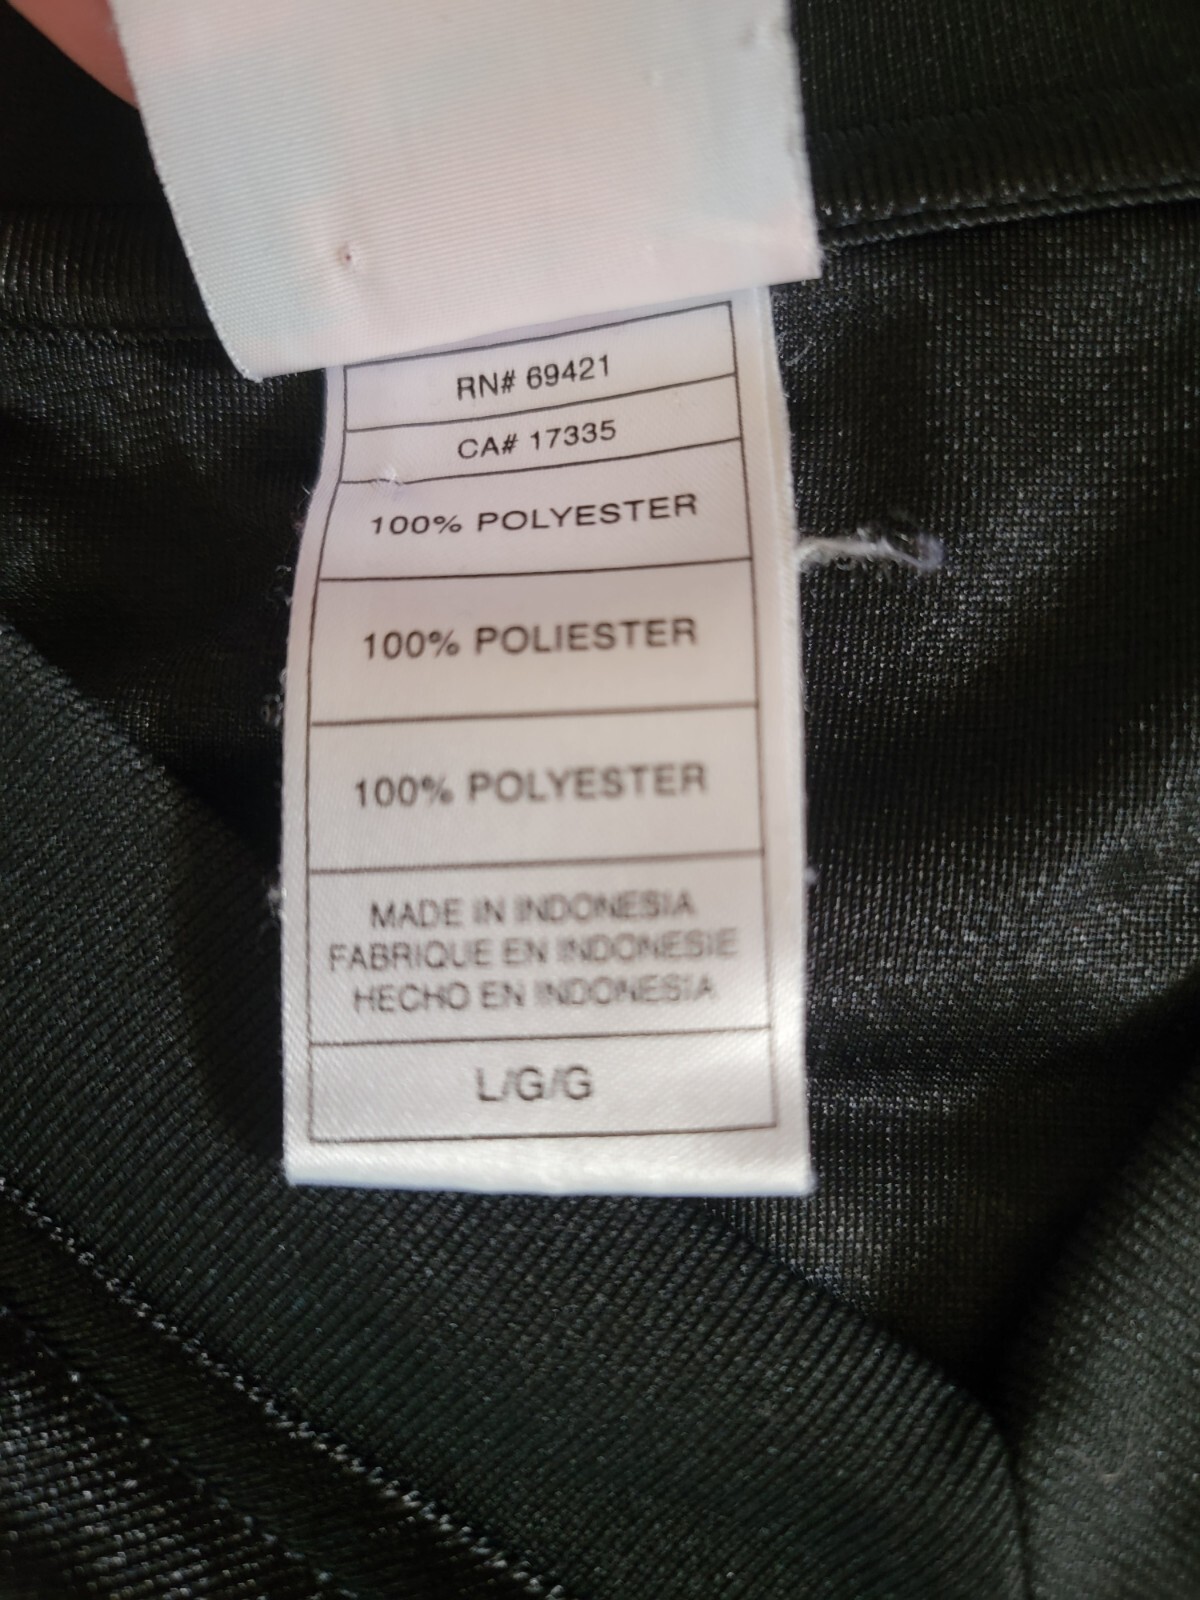 RN# 69421
CA# 17335
100% POLYESTER
100% POLIESTER
100% POLYESTER
MADE IN INDONESIA
FABRIQUE EN INDONESIE
HECHO EN INDONESIA
L/G/G